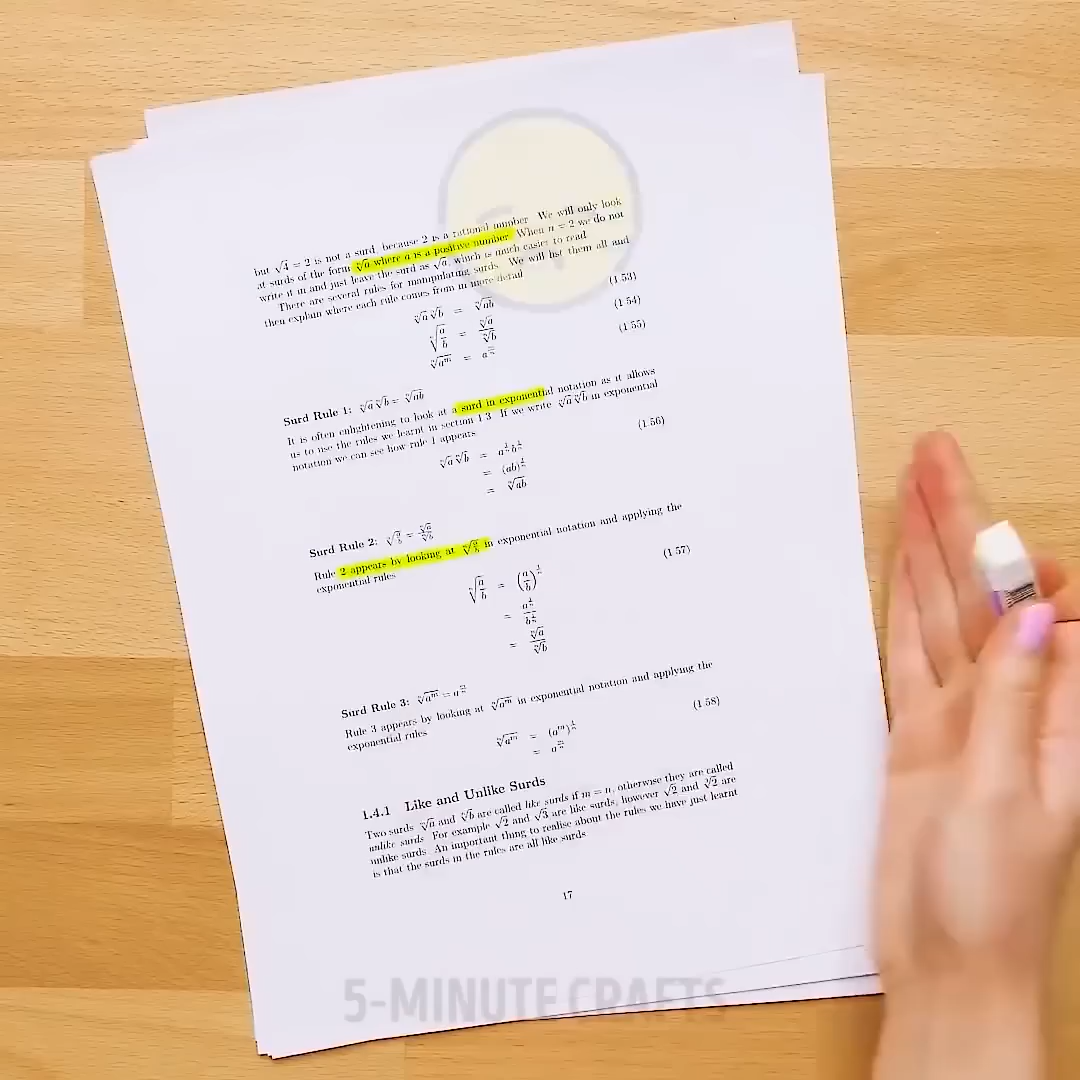 but √4 = 2 is not a surd because 2 is a rational number We will only look
at surds of the form ⁿ√a where a is a positive number When n = 2 we do not
write it in and just leave the surd as √a, which is much easier to read
There are several rules for manipulating surds We will list them all and
then explain where each rule comes from in more detail
ⁿ√a ⁿ√b = ⁿ√ab (1 53)
ⁿ√(a/b) = ⁿ√a/ⁿ√b (1 54)
ⁿ√aᵐ = a^(m/n) (1 55)
Surd Rule 1: ⁿ√a ⁿ√b = ⁿ√ab
It is often enlightening to look at a surd in exponential notation as it allows
us to use the rules we learnt in section 1 3 If we write ⁿ√a ⁿ√b in exponential
notation we can see how rule 1 appears
ⁿ√a ⁿ√b = a^(1/n) b^(1/n) (1 56)
= (ab)^(1/n)
= ⁿ√ab
Surd Rule 2: ⁿ√(a/b) = ⁿ√a/ⁿ√b
Rule 2 appears by looking at ⁿ√(a/b) in exponential notation and applying the
exponential rules
ⁿ√(a/b) = (a/b)^(1/n) (1 57)
= a^(1/n)/b^(1/n)
= ⁿ√a/ⁿ√b
Surd Rule 3: ⁿ√aᵐ = a^(m/n)
Rule 3 appears by looking at ⁿ√aᵐ in exponential notation and applying the
exponential rules
ⁿ√aᵐ = (aᵐ)^(1/n) (1 58)
= a^(m/n)
1.4.1 Like and Unlike Surds
Two surds ᵐ√a and ⁿ√b are called like surds if m = n, otherwise they are called
unlike surds For example √2 and √3 are like surds, however √2 and ³√2 are
unlike surds An important thing to realise about the rules we have just learnt
is that the surds in the rules are all like surds
17
5-MINUTE CRAFTS